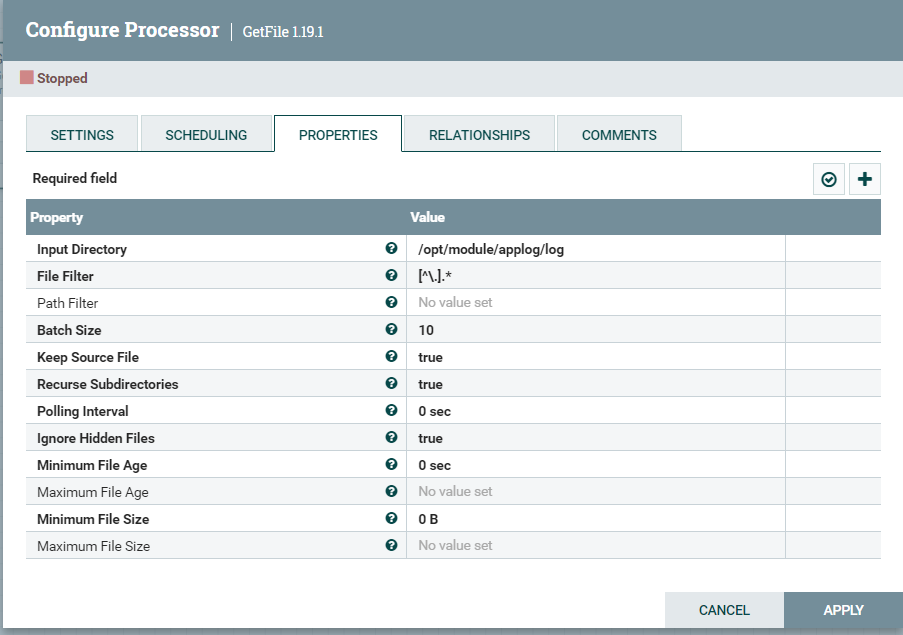 Configure Processor | GetFile 1.19.1
Stopped
SETTINGS SCHEDULING PROPERTIES RELATIONSHIPS COMMENTS
Required field
Property Value
Input Directory /opt/module/applog/log
File Filter [^\.].*
Path Filter No value set
Batch Size 10
Keep Source File true
Recurse Subdirectories true
Polling Interval 0 sec
Ignore Hidden Files true
Minimum File Age 0 sec
Maximum File Age No value set
Minimum File Size 0 B
Maximum File Size No value set
CANCEL APPLY